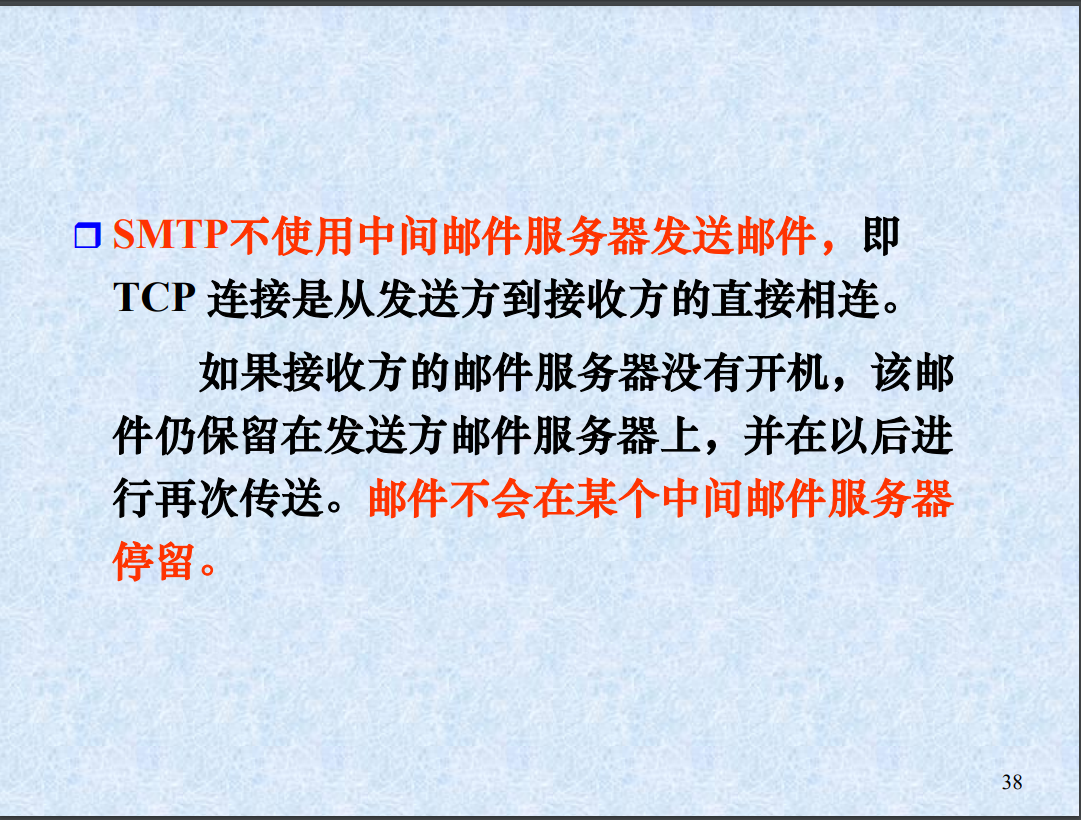 SMTP不使用中间邮件服务器发送邮件，即
TCP 连接是从发送方到接收方的直接相连。
如果接收方的邮件服务器没有开机，该邮
件仍保留在发送方邮件服务器上，并在以后进
行再次传送。邮件不会在某个中间邮件服务器
停留。
38